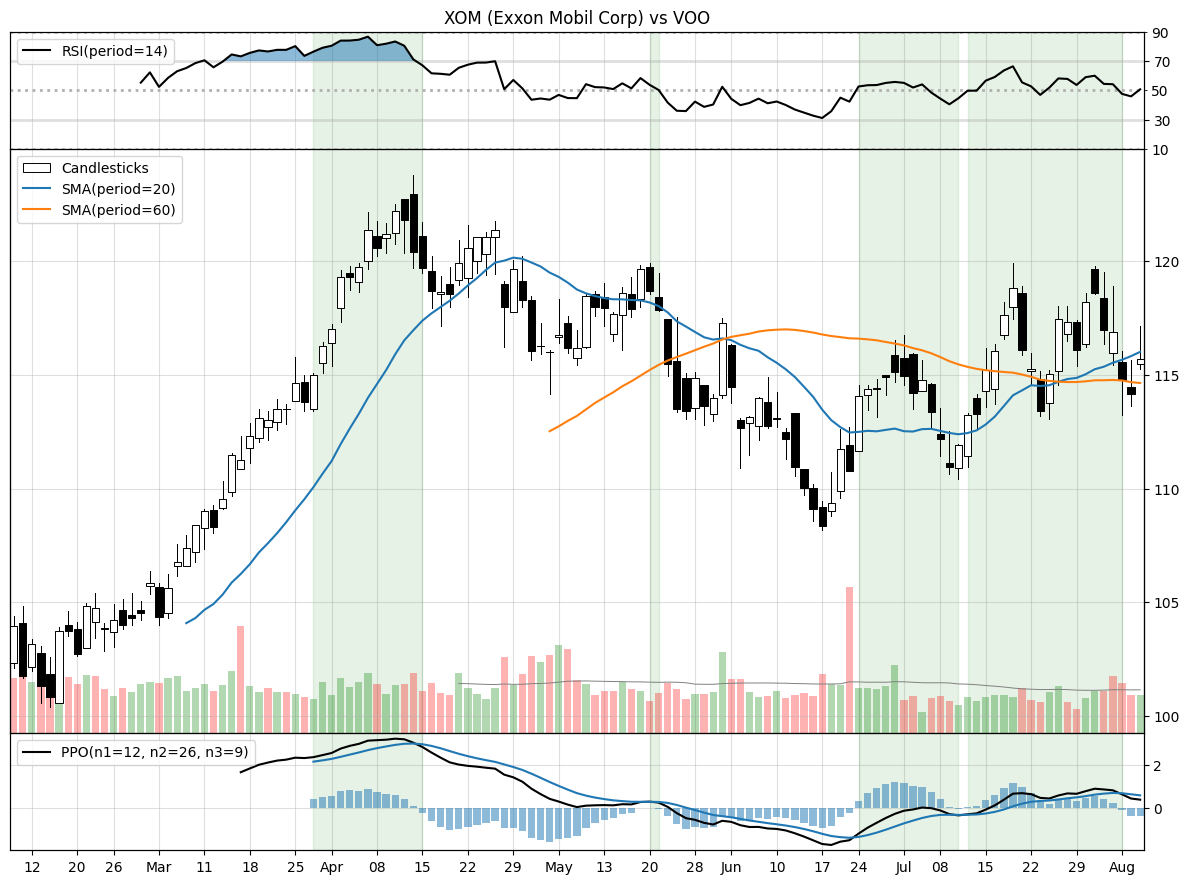 XOM (Exxon Mobil Corp) vs VOO
RSI(period=14)
90
70
50
30
10
Candlesticks
SMA(period=20)
SMA(period=60)
120
115
110
105
100
PPO(n1=12, n2=26, n3=9)
2
0
12 20 26 Mar 11 18 25 Apr 08 15 22 29 May 13 20 28 Jun 10 17 24 Jul 08 15 22 29 Aug